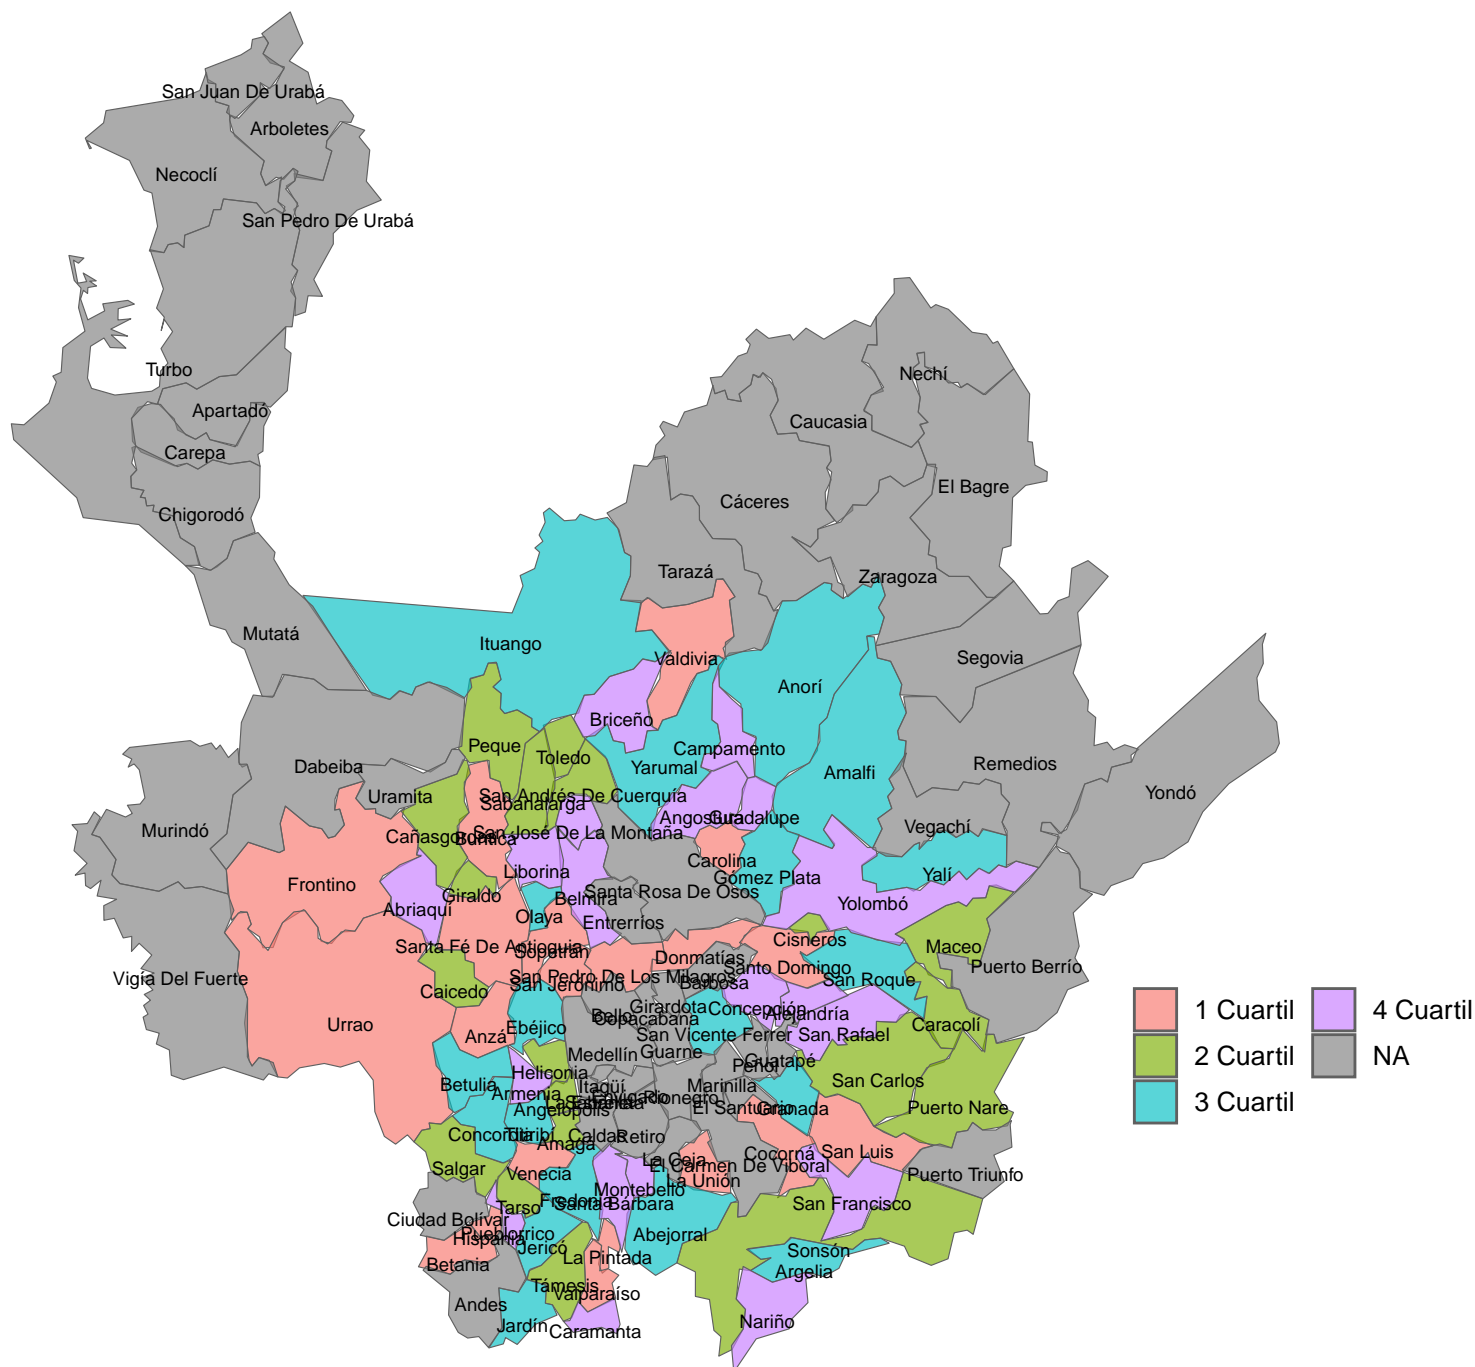 San Juan De Urabá
Arboletes
Necoclí
San Pedro De Urabá
Turbo
Apartadó
Carepa
Chigorodó
Mutatá
Nechí
Caucasia
El Bagre
Cáceres
Tarazá
Zaragoza
Segovia
Ituango
Valdivia
Anorí
Briceño
Campamento
Peque
Toledo
Yarumal
Amalfi
Remedios
Yondó
Dabeiba
Uramita
San Andrés De Cuerquía
Sabanalarga
Angostura
Guadalupe
Vegachí
Murindó
Cañasgordas
Buriticá
San José De La Montaña
Carolina
Liborina
Gómez Plata
Yalí
Frontino
Giraldo
Belmira
Santa Rosa De Osos
Yolombó
Abriaquí
Olaya
Entrerríos
Cisneros
Maceo
Santa Fé De Antioquia
Sopetrán
Donmatías
Santo Domingo
Puerto Berrío
Vigía Del Fuerte
San Pedro De Los Milagros
San Jerónimo
Barbosa
San Roque
Caicedo
Girardota
Concepción
Alejandría
Urrao
Bello
Copacabana
Caracolí
Anzá
Ebéjico
San Vicente Ferrer
San Rafael
Medellín
Guarne
Guatapé
Peñol
Heliconia
Betulia
Armenia
Itagüí
Marinilla
San Carlos
La Estrella
Sabaneta
Envigado
Rionegro
Angelópolis
El Santuario
Granada
Puerto Nare
Concordia
Titiribí
Caldas
Retiro
Amagá
Salgar
Venecia
La Ceja
El Carmen De Viboral
Cocorná
San Luis
La Unión
Puerto Triunfo
Montebello
Tarso
Fredonia
Santa Bárbara
San Francisco
Ciudad Bolívar
Pueblorrico
Hispania
Jericó
Abejorral
Betania
La Pintada
Sonsón
Argelia
Támesis
Valparaíso
Andes
Jardín
Caramanta
Nariño
1 Cuartil
2 Cuartil
3 Cuartil
4 Cuartil
NA